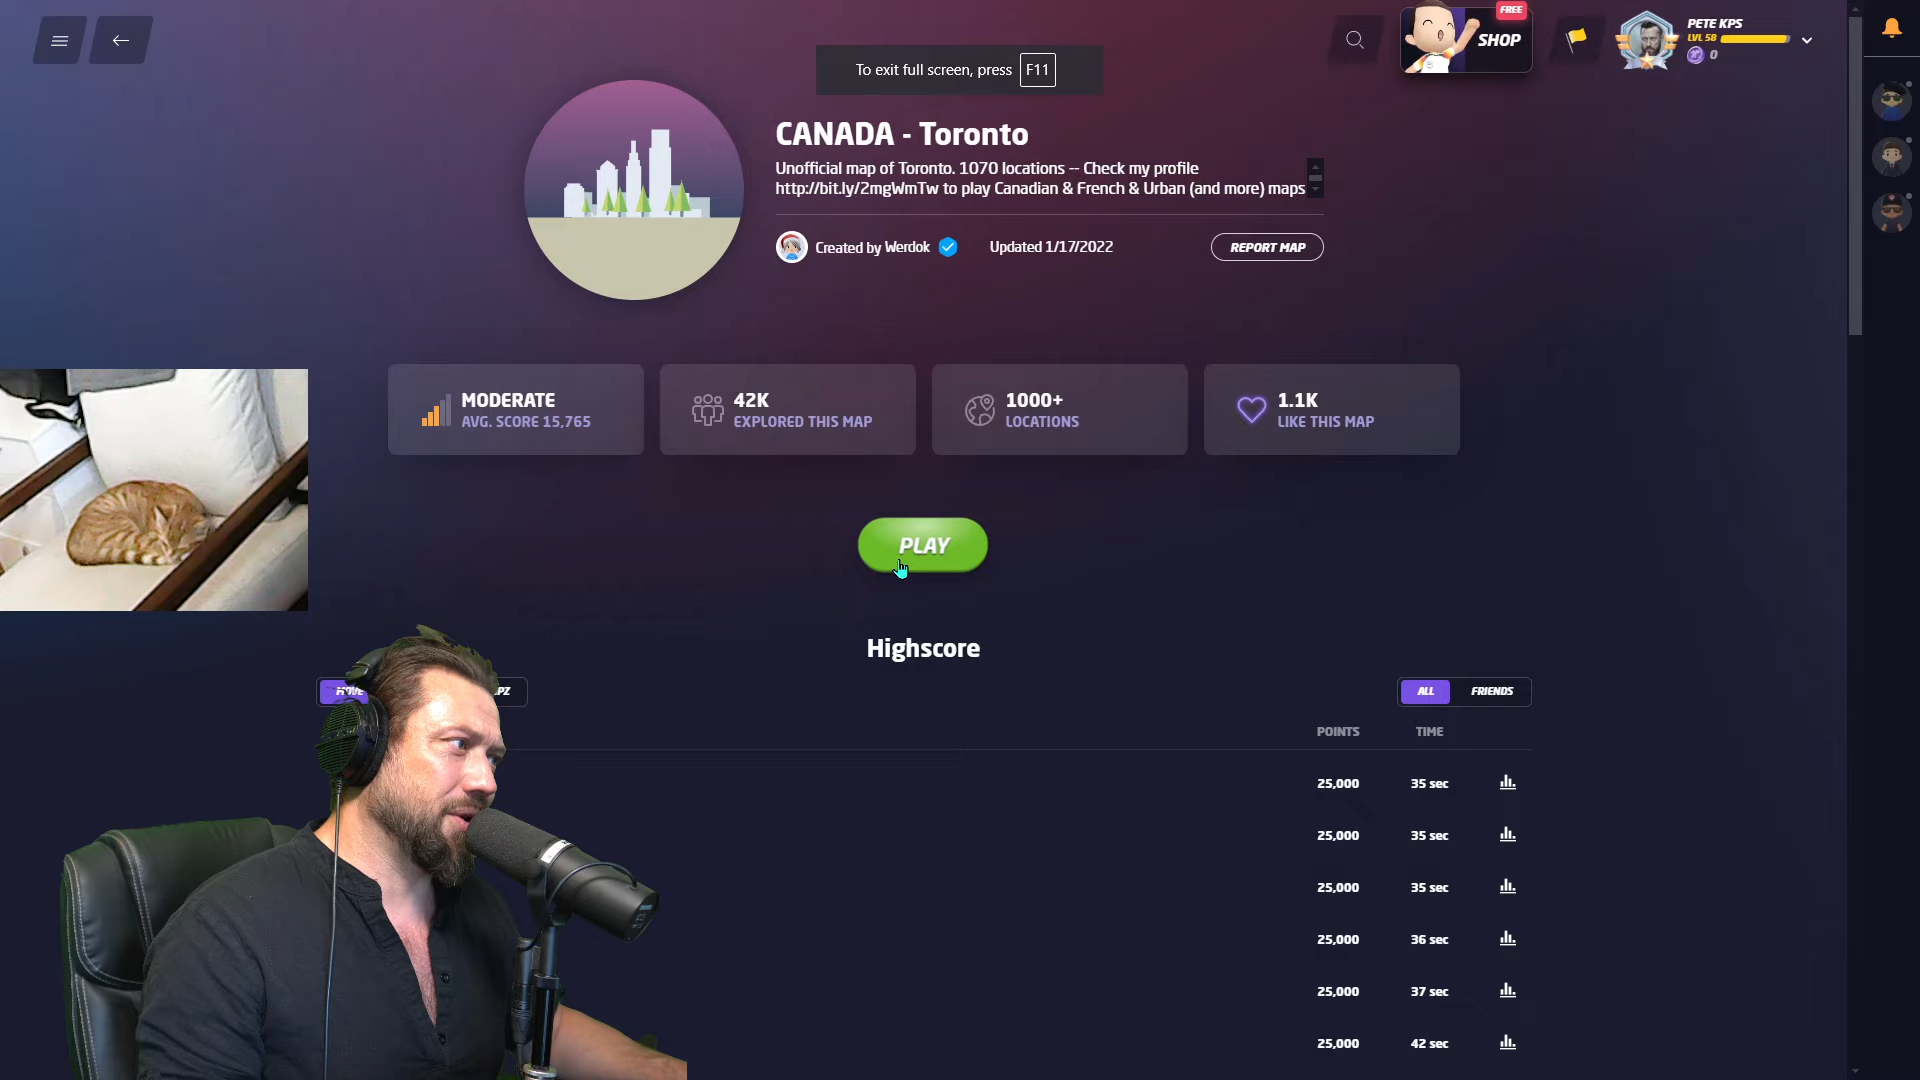 FREE
SHOP
PETE KPS
LVL 58
0
To exit full screen, press F11
CANADA - Toronto
Unofficial map of Toronto. 1070 locations -- Check my profile
http://bit.ly/2mgWmTw to play Canadian & French & Urban (and more) maps
Created by Werdok
Updated 1/17/2022
REPORT MAP
MODERATE
AVG. SCORE 15,765
42K
EXPLORED THIS MAP
1000+
LOCATIONS
1.1K
LIKE THIS MAP
PLAY
Highscore
MOVE
PZ
ALL
FRIENDS
POINTS
TIME
25,000
35 sec
25,000
35 sec
25,000
35 sec
25,000
36 sec
25,000
37 sec
25,000
42 sec